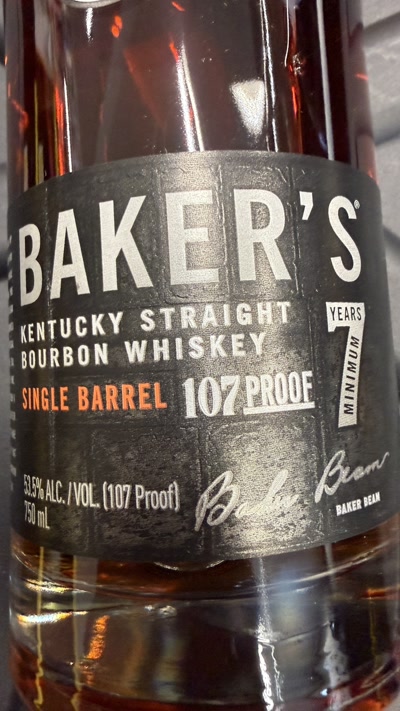 BAKER'S®
KENTUCKY STRAIGHT
BOURBON WHISKEY
SINGLE BARREL 107 PROOF
7 YEARS MINIMUM
53.5% ALC. / VOL. (107 Proof)
750 mL
Baker Beam
BAKER BEAM